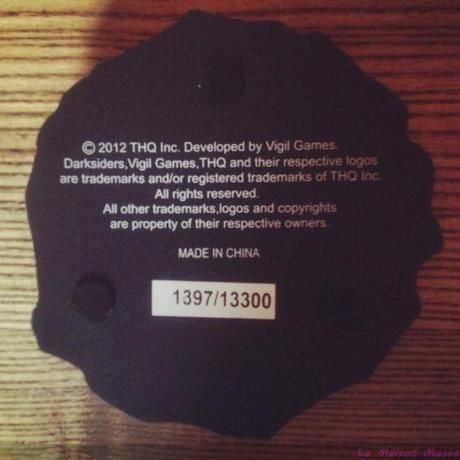 © 2012 THQ Inc. Developed by Vigil Games.
Darksiders,Vigil Games,THQ and their respective logos
are trademarks and/or registered trademarks of THQ Inc.
All rights reserved.
All other trademarks,logos and copyrights
are property of their respective owners.
MADE IN CHINA
1397/13300
La Maison Musée